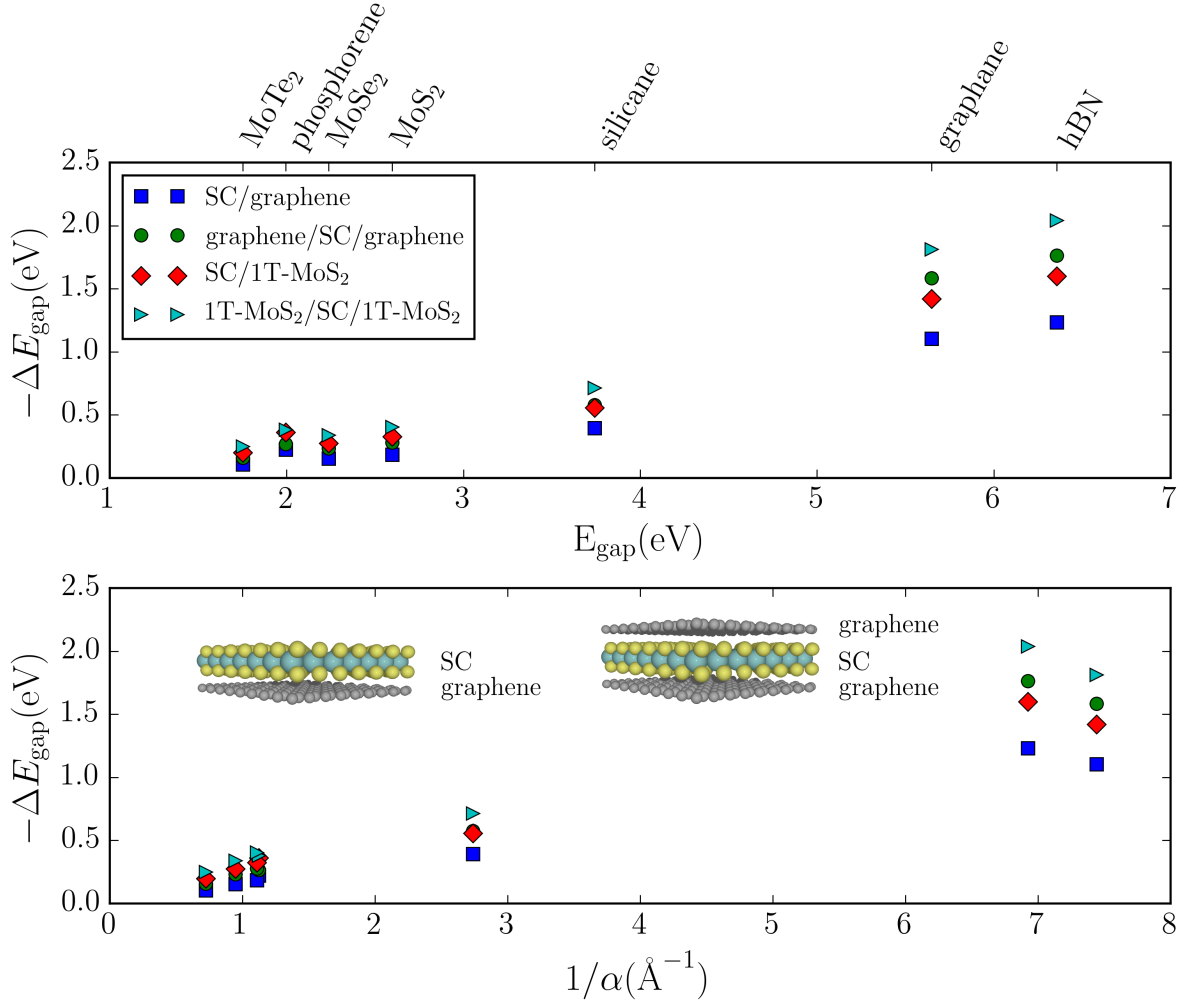 MoTe₂
phosphorene
MoSe₂
MoS₂
silicane
graphane
hBN
2.5
2.0
1.5
1.0
0.5
0.0
−ΔE_gap(eV)
SC/graphene
graphene/SC/graphene
SC/1T-MoS₂
1T-MoS₂/SC/1T-MoS₂
1 2 3 4 5 6 7
E_gap(eV)
2.5
2.0
1.5
1.0
0.5
0.0
−ΔE_gap(eV)
SC
graphene
graphene
SC
graphene
0 1 2 3 4 5 6 7 8
1/α(Å⁻¹)